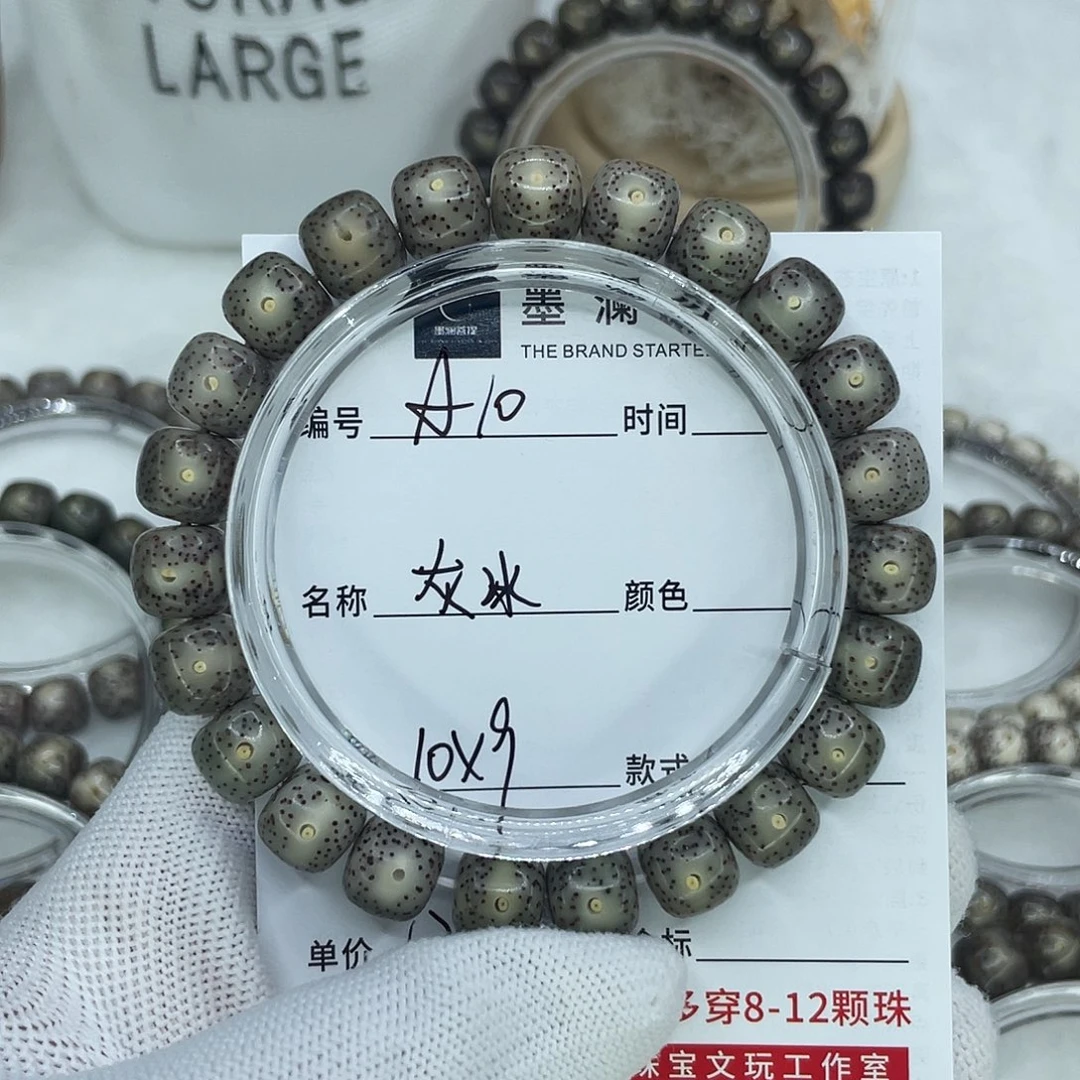 LARGE
墨 澜
THE BRAND STARTE
编号 A10 时间
名称 灰冰 颜色
10X9 款式
单价
多穿8-12颗珠
珠宝文玩工作室